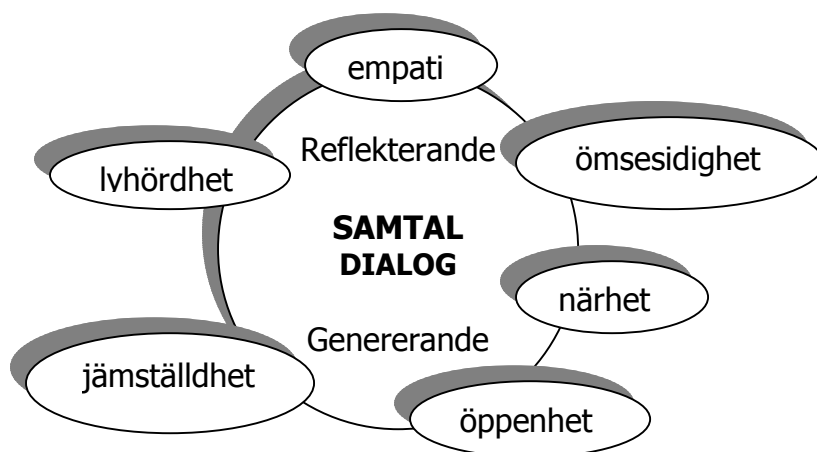 empati
Reflekterande
ömsesidighet
lyhördhet
SAMTAL
DIALOG
närhet
Genererande
jämställdhet
öppenhet